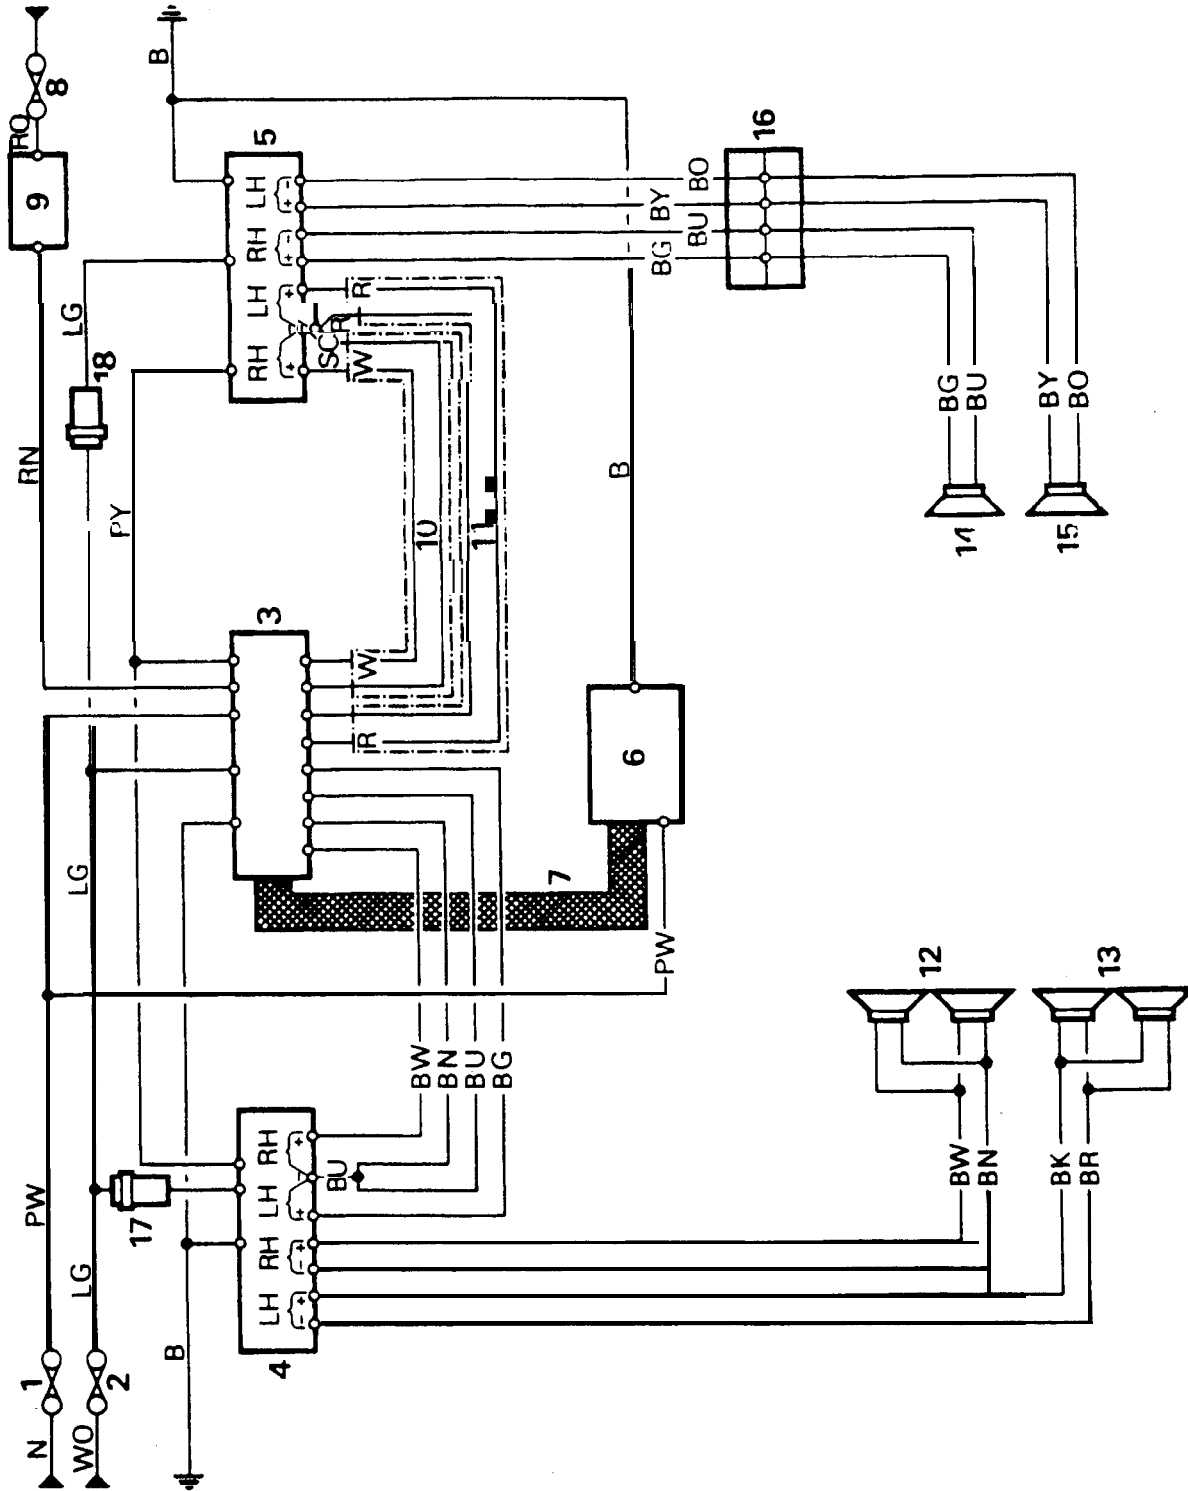 8
RO
9
B
5
LH
- +
RH
- +
LH
+
RH
+
R
R
SC
W
16
BO
BY
BU
BG
LG
18
RN
PY
10
11
B
BG
BU
BY
BO
14
15
3
W
R
6
LG
7
PW
BW
BN
BU
BG
12
13
PW
17
LG
B
RH
+
-
LH
+
BU
RH
+ -
LH
+ -
4
BW
BN
BK
BR
1
2
N
WO